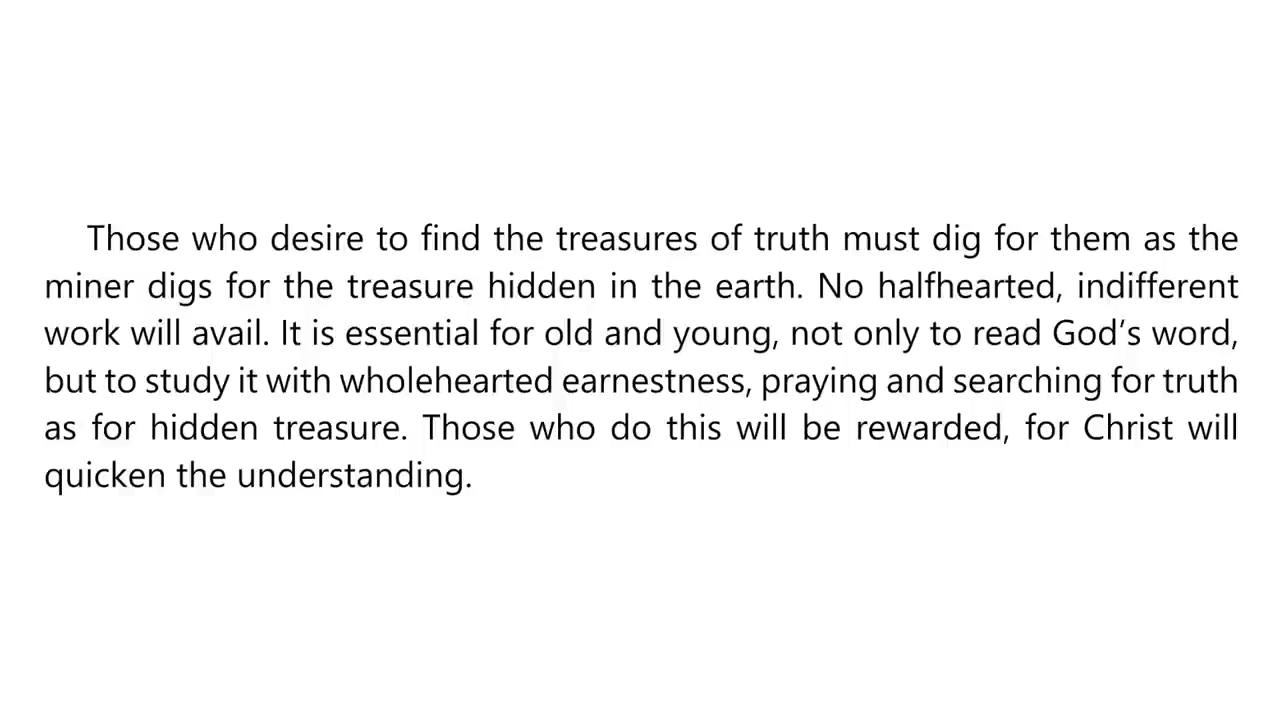 Those who desire to find the treasures of truth must dig for them as the
miner digs for the treasure hidden in the earth. No halfhearted, indifferent
work will avail. It is essential for old and young, not only to read God’s word,
but to study it with wholehearted earnestness, praying and searching for truth
as for hidden treasure. Those who do this will be rewarded, for Christ will
quicken the understanding.